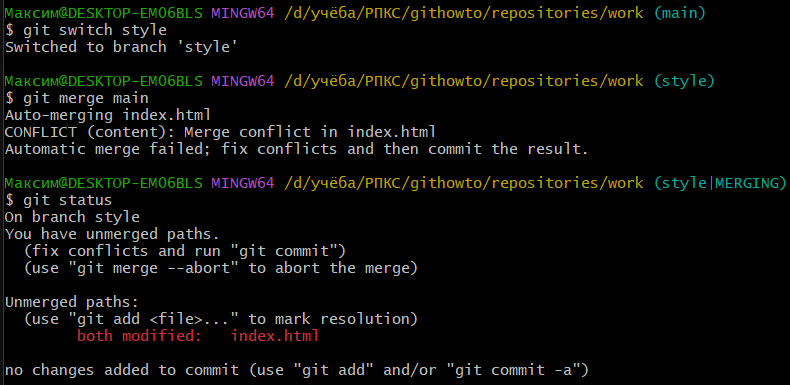 Максим@DESKTOP-EM06BLS MINGW64 /d/учёба/РПКС/githowto/repositories/work (main)
$ git switch style
Switched to branch 'style'
Максим@DESKTOP-EM06BLS MINGW64 /d/учёба/РПКС/githowto/repositories/work (style)
$ git merge main
Auto-merging index.html
CONFLICT (content): Merge conflict in index.html
Automatic merge failed; fix conflicts and then commit the result.
Максим@DESKTOP-EM06BLS MINGW64 /d/учёба/РПКС/githowto/repositories/work (style|MERGING)
$ git status
On branch style
You have unmerged paths.
  (fix conflicts and run "git commit")
  (use "git merge --abort" to abort the merge)
Unmerged paths:
  (use "git add <file>..." to mark resolution)
        both modified:   index.html
no changes added to commit (use "git add" and/or "git commit -a")